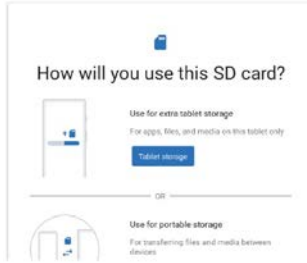 How will you use this SD card?
Use for extra tablet storage
For apps, files, and media on this tablet only
Tablet storage
OR
Use for portable storage
For transferring files and media between
devices